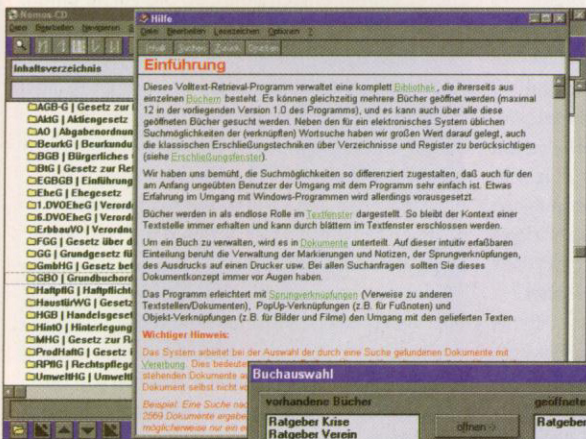 Nomos CD
Datei Bearbeiten Navigieren
Inhaltsverzeichnis
AGB-G | Gesetz zur
AktG | Aktiengesetz
AO | Abgabenordnun
BeurkG | Beurkundu
BGB | Bürgerliches
BtG | Gesetz zur Re
EGBGB | Einführung
EheG | Ehegesetz
1.DVOEheG | Verord
6.DVOEheG | Verord
ErbbauVO | Verordnu
FGG | Gesetz über d
GG | Grundgesetz fü
GmbHG | Gesetz bet
GBO | Grundbuchord
HaftpflG | Haftpflicht
HaustürWG | Gesetz
HGB | Handelsgeset
HintO | Hinterlegung
MHG | Gesetz zur R
ProdHaftG | Gesetz
RPflG | Rechtspflege
UmweltHG | Umwelt
Hilfe
Datei Bearbeiten Lesezeichen Optionen ?
Inhalt Suchen Zurück Drucken
Einführung
Dieses Volltext-Retrieval-Programm verwaltet eine komplett Bibliothek, die ihrerseits aus
einzelnen Büchern besteht. Es können gleichzeitig mehrere Bücher geöffnet werden (maximal
12 in der vorliegenden Version 1.0 des Programms), und es kann auch über alle diese
geöffneten Bücher gesucht werden. Neben den für ein elektronisches System üblichen
Suchmöglichkeiten der (verknüpften) Wortsuche haben wir großen Wert darauf gelegt, auch
die klassischen Erschließungstechniken über Verzeichnisse und Register zu berücksichtigen
(siehe Erschließungsfenster).
Wir haben uns bemüht, die Suchmöglichkeiten so differenziert zugestalten, daß auch für den
am Anfang ungeübten Benutzer der Umgang mit dem Programm sehr einfach ist. Etwas
Erfahrung im Umgang mit Windows-Programmen wird allerdings vorausgesetzt.
Bücher werden in als endlose Rolle im Textfenster dargestellt. So bleibt der Kontext einer
Textstelle immer erhalten und kann durch blättern im Textfenster erschlossen werden.
Um ein Buch zu verwalten, wird es in Dokumente unterteilt. Auf dieser intuitiv erfaßbaren
Einteilung beruht die Verwaltung der Markierungen und Notizen, der Sprungverknüpfungen,
des Ausdrucks auf einen Drucker usw. Bei allen Suchanfragen sollten Sie dieses
Dokumentkonzept immer vor Augen haben.
Das Programm erleichtert mit Sprungverknüpfungen (Verweise zu anderen
Textstellen/Dokumenten), PopUp-Verknüpfungen (z.B. für Fußnoten) und
Objekt-Verknüpfungen (z.B. für Bilder und Filme) den Umgang mit den gelieferten Texten.
Wichtiger Hinweis:
Das System arbeitet bei der Auswahl der durch eine Suche gefundenen Dokumente mit
Vererbung. Dies bedeute
stehenden Dokumente a
Dokument selbst nicht v
Beispiel: Eine Suche nac
2569 Dokumente ergebe
möglicherweise nur ein e
Buchauswahl
vorhandene Bücher
geöffnete
Ratgeber Krise
Ratgeber Verein
öffnen ->
Ratgeber